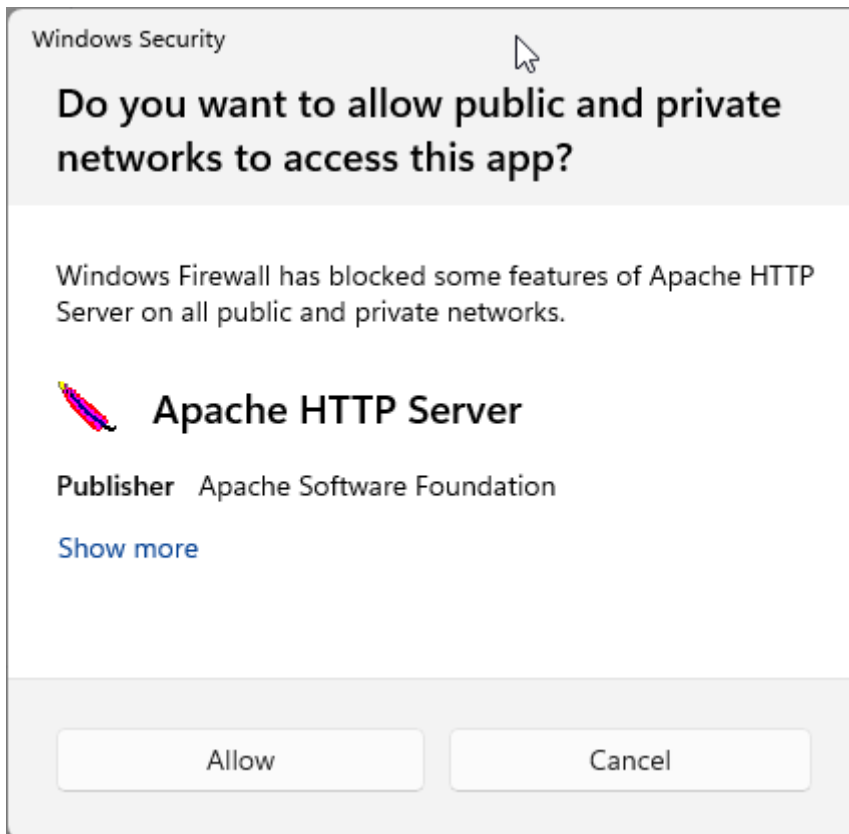 Windows Security
Do you want to allow public and private
networks to access this app?
Windows Firewall has blocked some features of Apache HTTP
Server on all public and private networks.
Apache HTTP Server
Publisher Apache Software Foundation
Show more
Allow Cancel